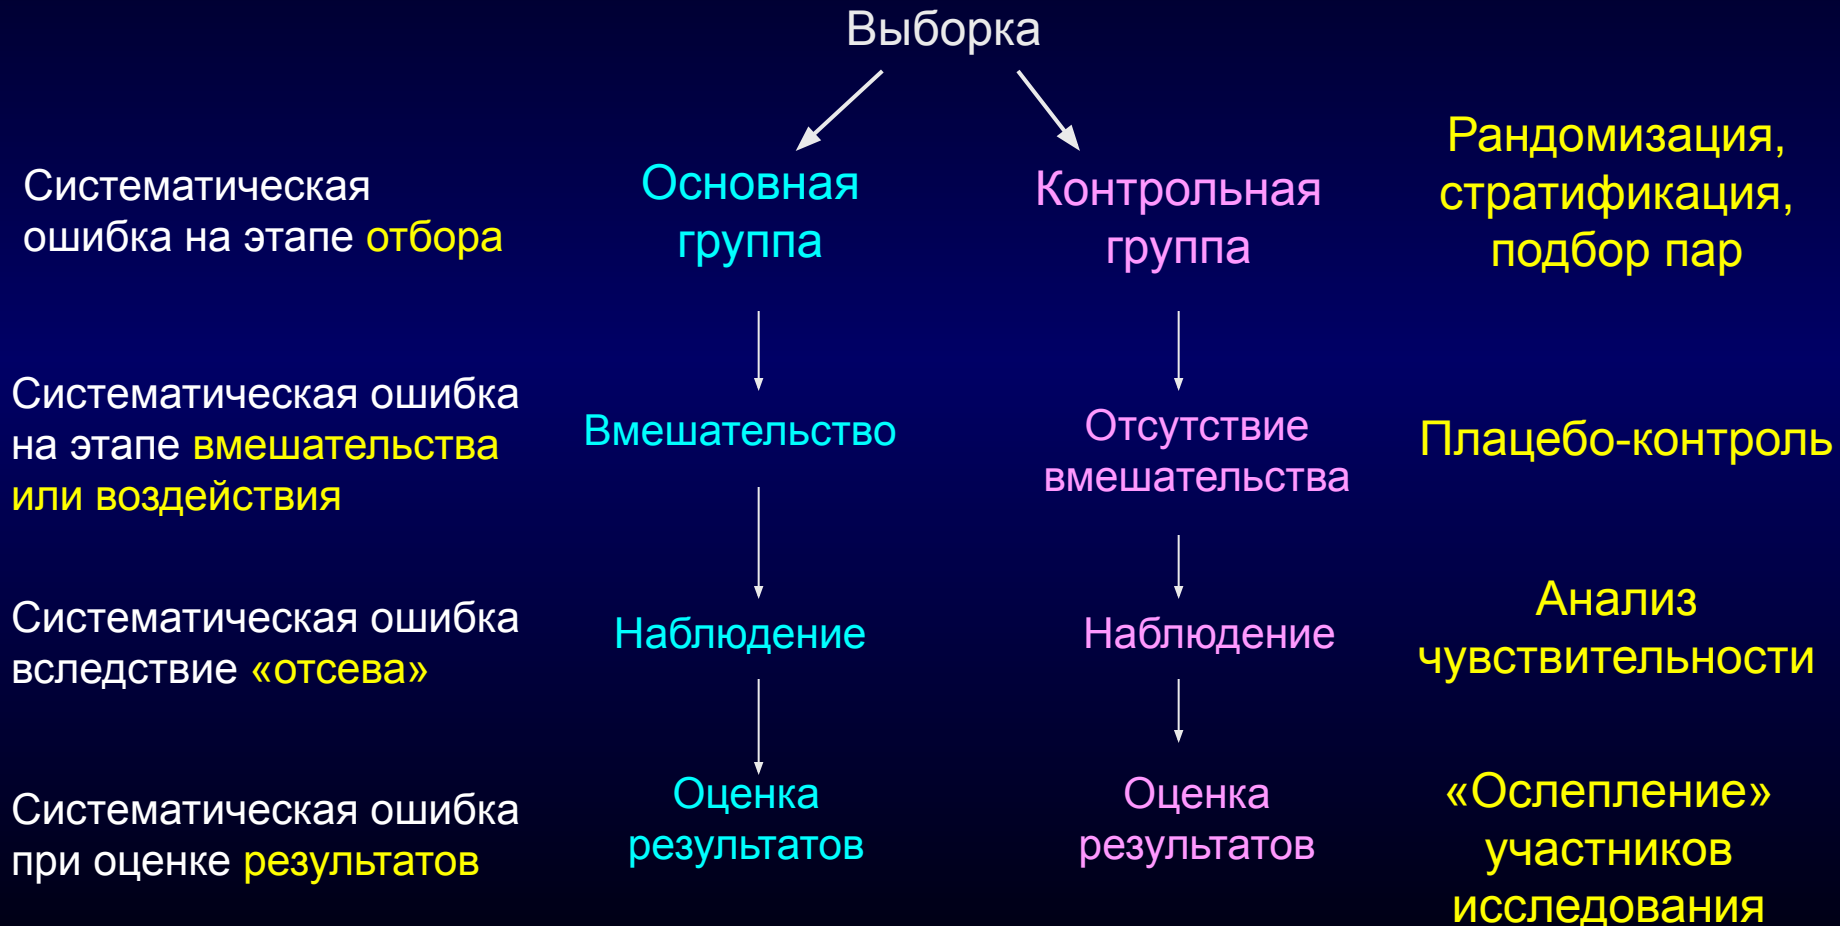 Выборка
Систематическая
ошибка на этапе отбора
Основная
группа
Контрольная
группа
Рандомизация,
стратификация,
подбор пар
Систематическая ошибка
на этапе вмешательства
или воздействия
Вмешательство
Отсутствие
вмешательства
Плацебо-контроль
Систематическая ошибка
вследствие «отсева»
Наблюдение
Наблюдение
Анализ
чувствительности
Систематическая ошибка
при оценке результатов
Оценка
результатов
Оценка
результатов
«Ослепление»
участников
исследования